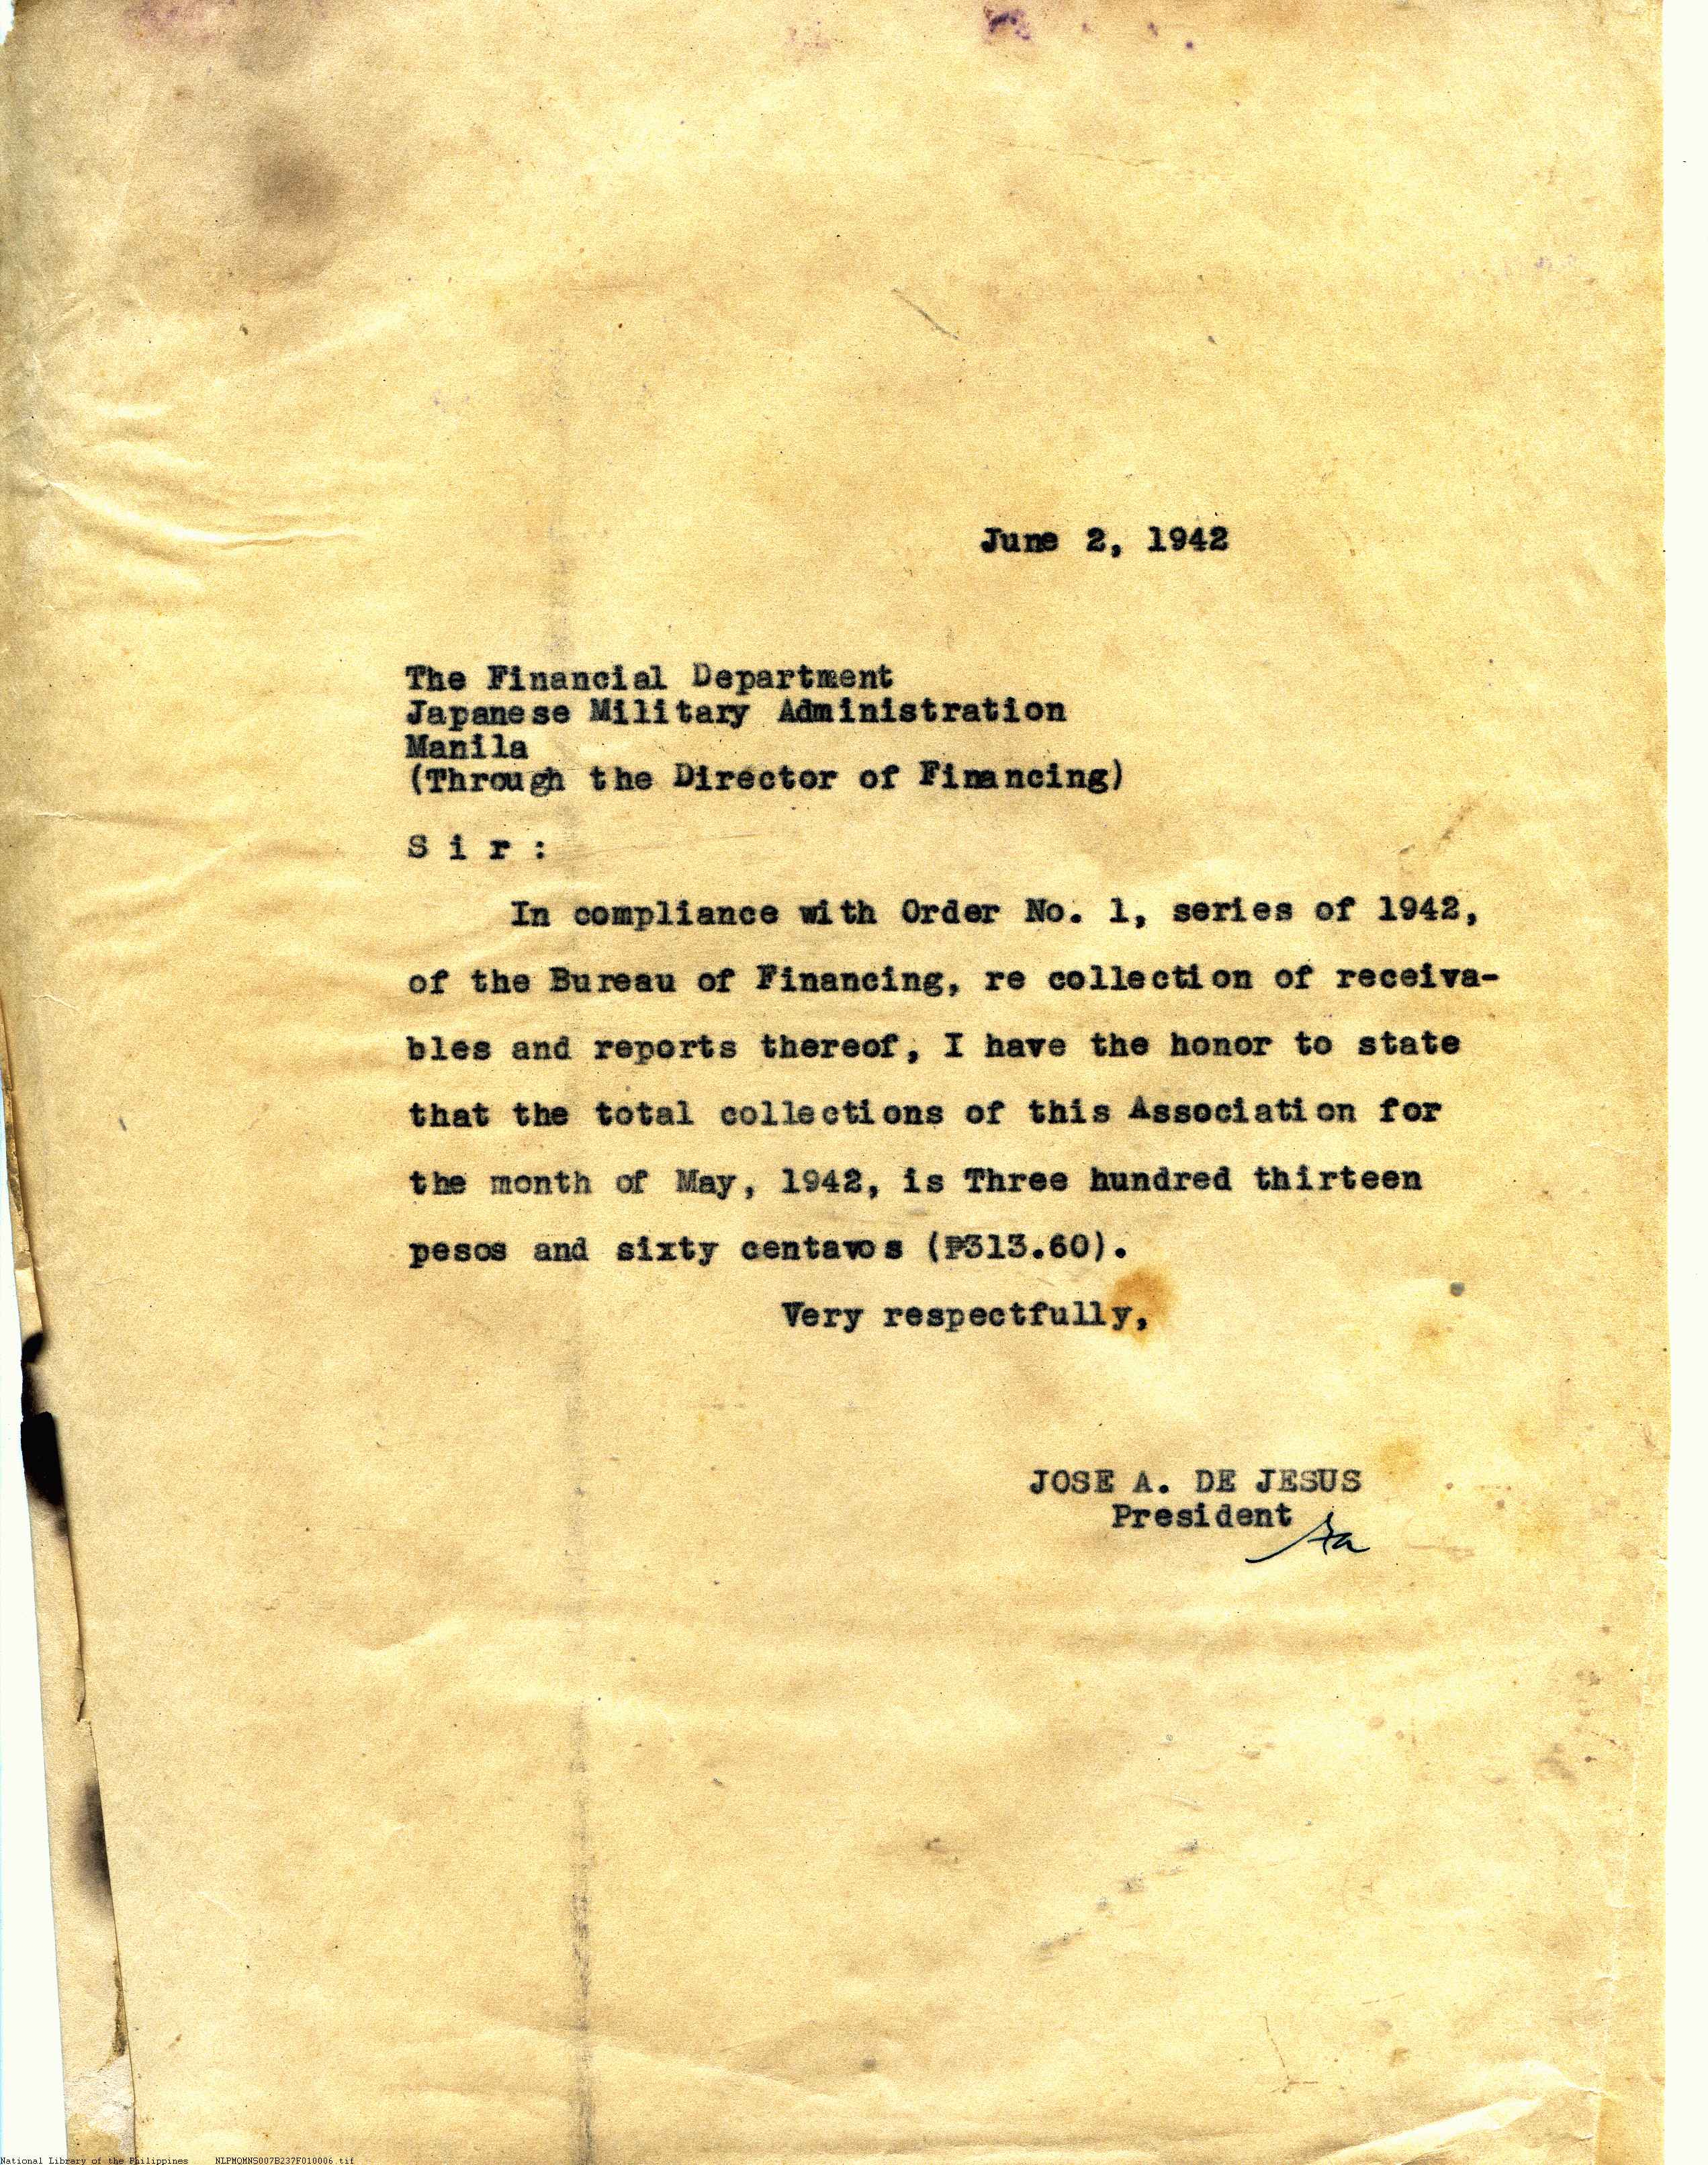 June 2, 1942
The Financial Department
Japanese Military Administration
Manila
(Through the Director of Financing)
S i r :
In compliance with Order No. 1, series of 1942,
of the Bureau of Financing, re collection of receiva-
bles and reports thereof, I have the honor to state
that the total collections of this Association for
the month of May, 1942, is Three hundred thirteen
pesos and sixty centavos (₱313.60).
Very respectfully,
JOSE A. DE JESUS
President
National Library of the Philippines NLPMQMNS007B237F010006.tif